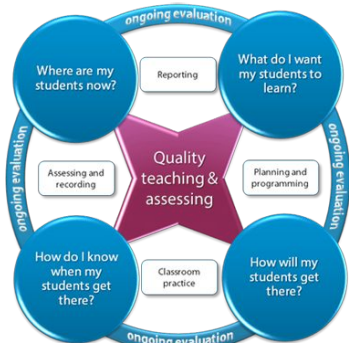 ongoing evaluation
Where are my
students now?
Reporting
What do I want
my students to
learn?
ongoing evaluation
Assessing and
recording
Quality
teaching &
assessing
Planning and
programming
ongoing evaluation
How do I know
when my
students get
there?
Classroom
practice
How will my
students get
there?
ongoing evaluation